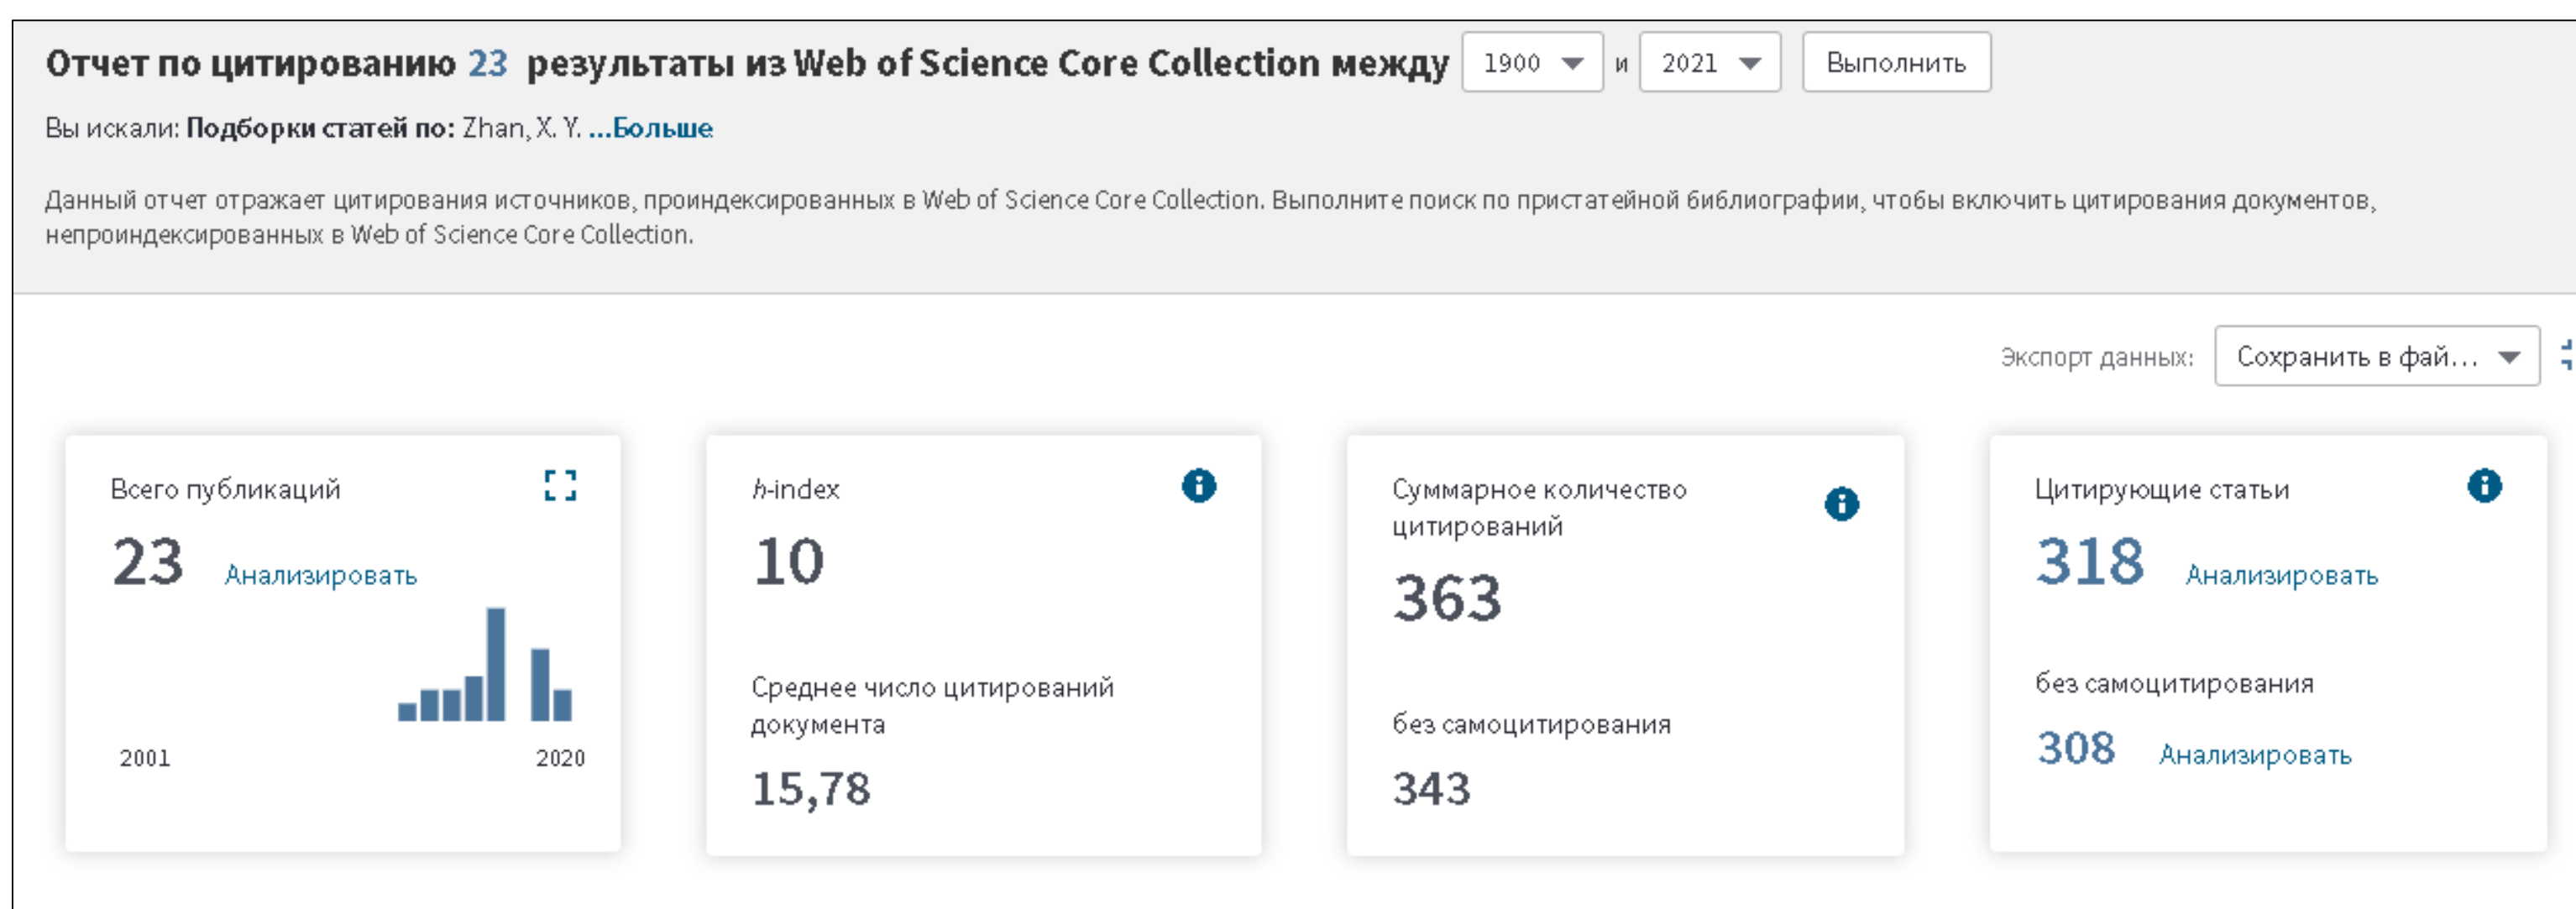 Отчет по цитированию 23 результаты из Web of Science Core Collection между 1900 и 2021 Выполнить
Вы искали: Подборки статей по: Zhan, X. Y. ...Больше
Данный отчет отражает цитирования источников, проиндексированных в Web of Science Core Collection. Выполните поиск по пристатейной библиографии, чтобы включить цитирования документов,
непроиндексированных в Web of Science Core Collection.
Экспорт данных: Сохранить в фай...
Всего публикаций
23 Анализировать
2001 2020
h-index
10
Среднее число цитирований
документа
15,78
Суммарное количество
цитирований
363
без самоцитирования
343
Цитирующие статьи
318 Анализировать
без самоцитирования
308 Анализировать